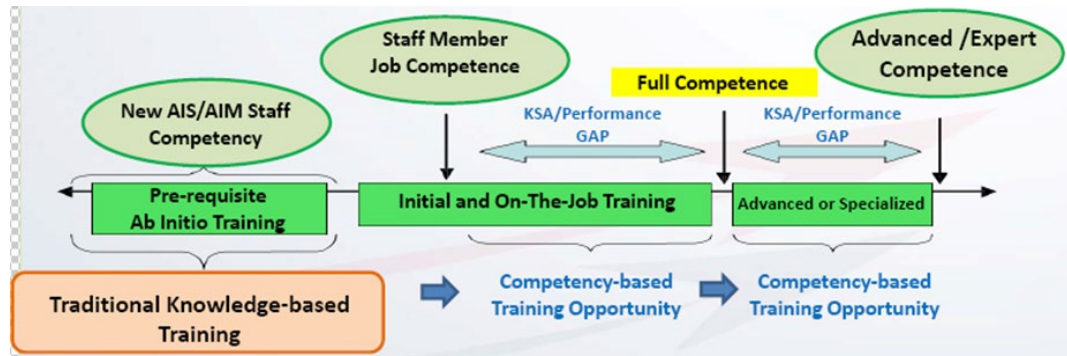 Staff Member
Job Competence
Advanced /Expert
Competence
Full Competence
New AIS/AIM Staff
Competency
KSA/Performance
GAP
KSA/Performance
GAP
Pre-requisite
Ab Initio Training
Initial and On-The-Job Training
Advanced or Specialized
Traditional Knowledge-based
Training
Competency-based
Training Opportunity
Competency-based
Training Opportunity